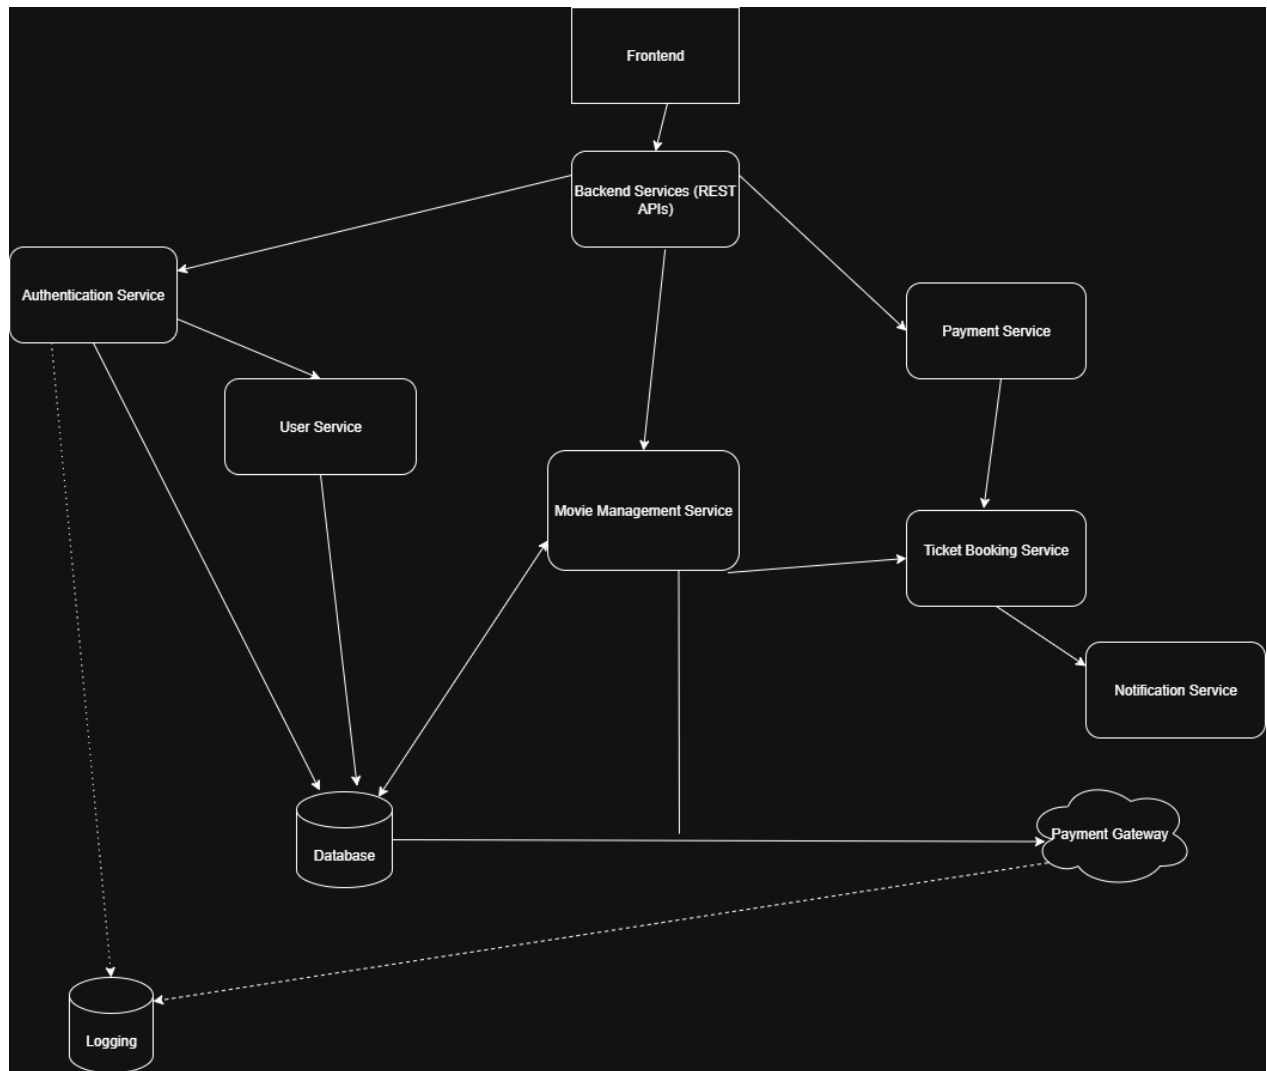 Frontend
Backend Services (REST
APIs)
Authentication Service
Payment Service
User Service
Movie Management Service
Ticket Booking Service
Notification Service
Payment Gateway
Database
Logging